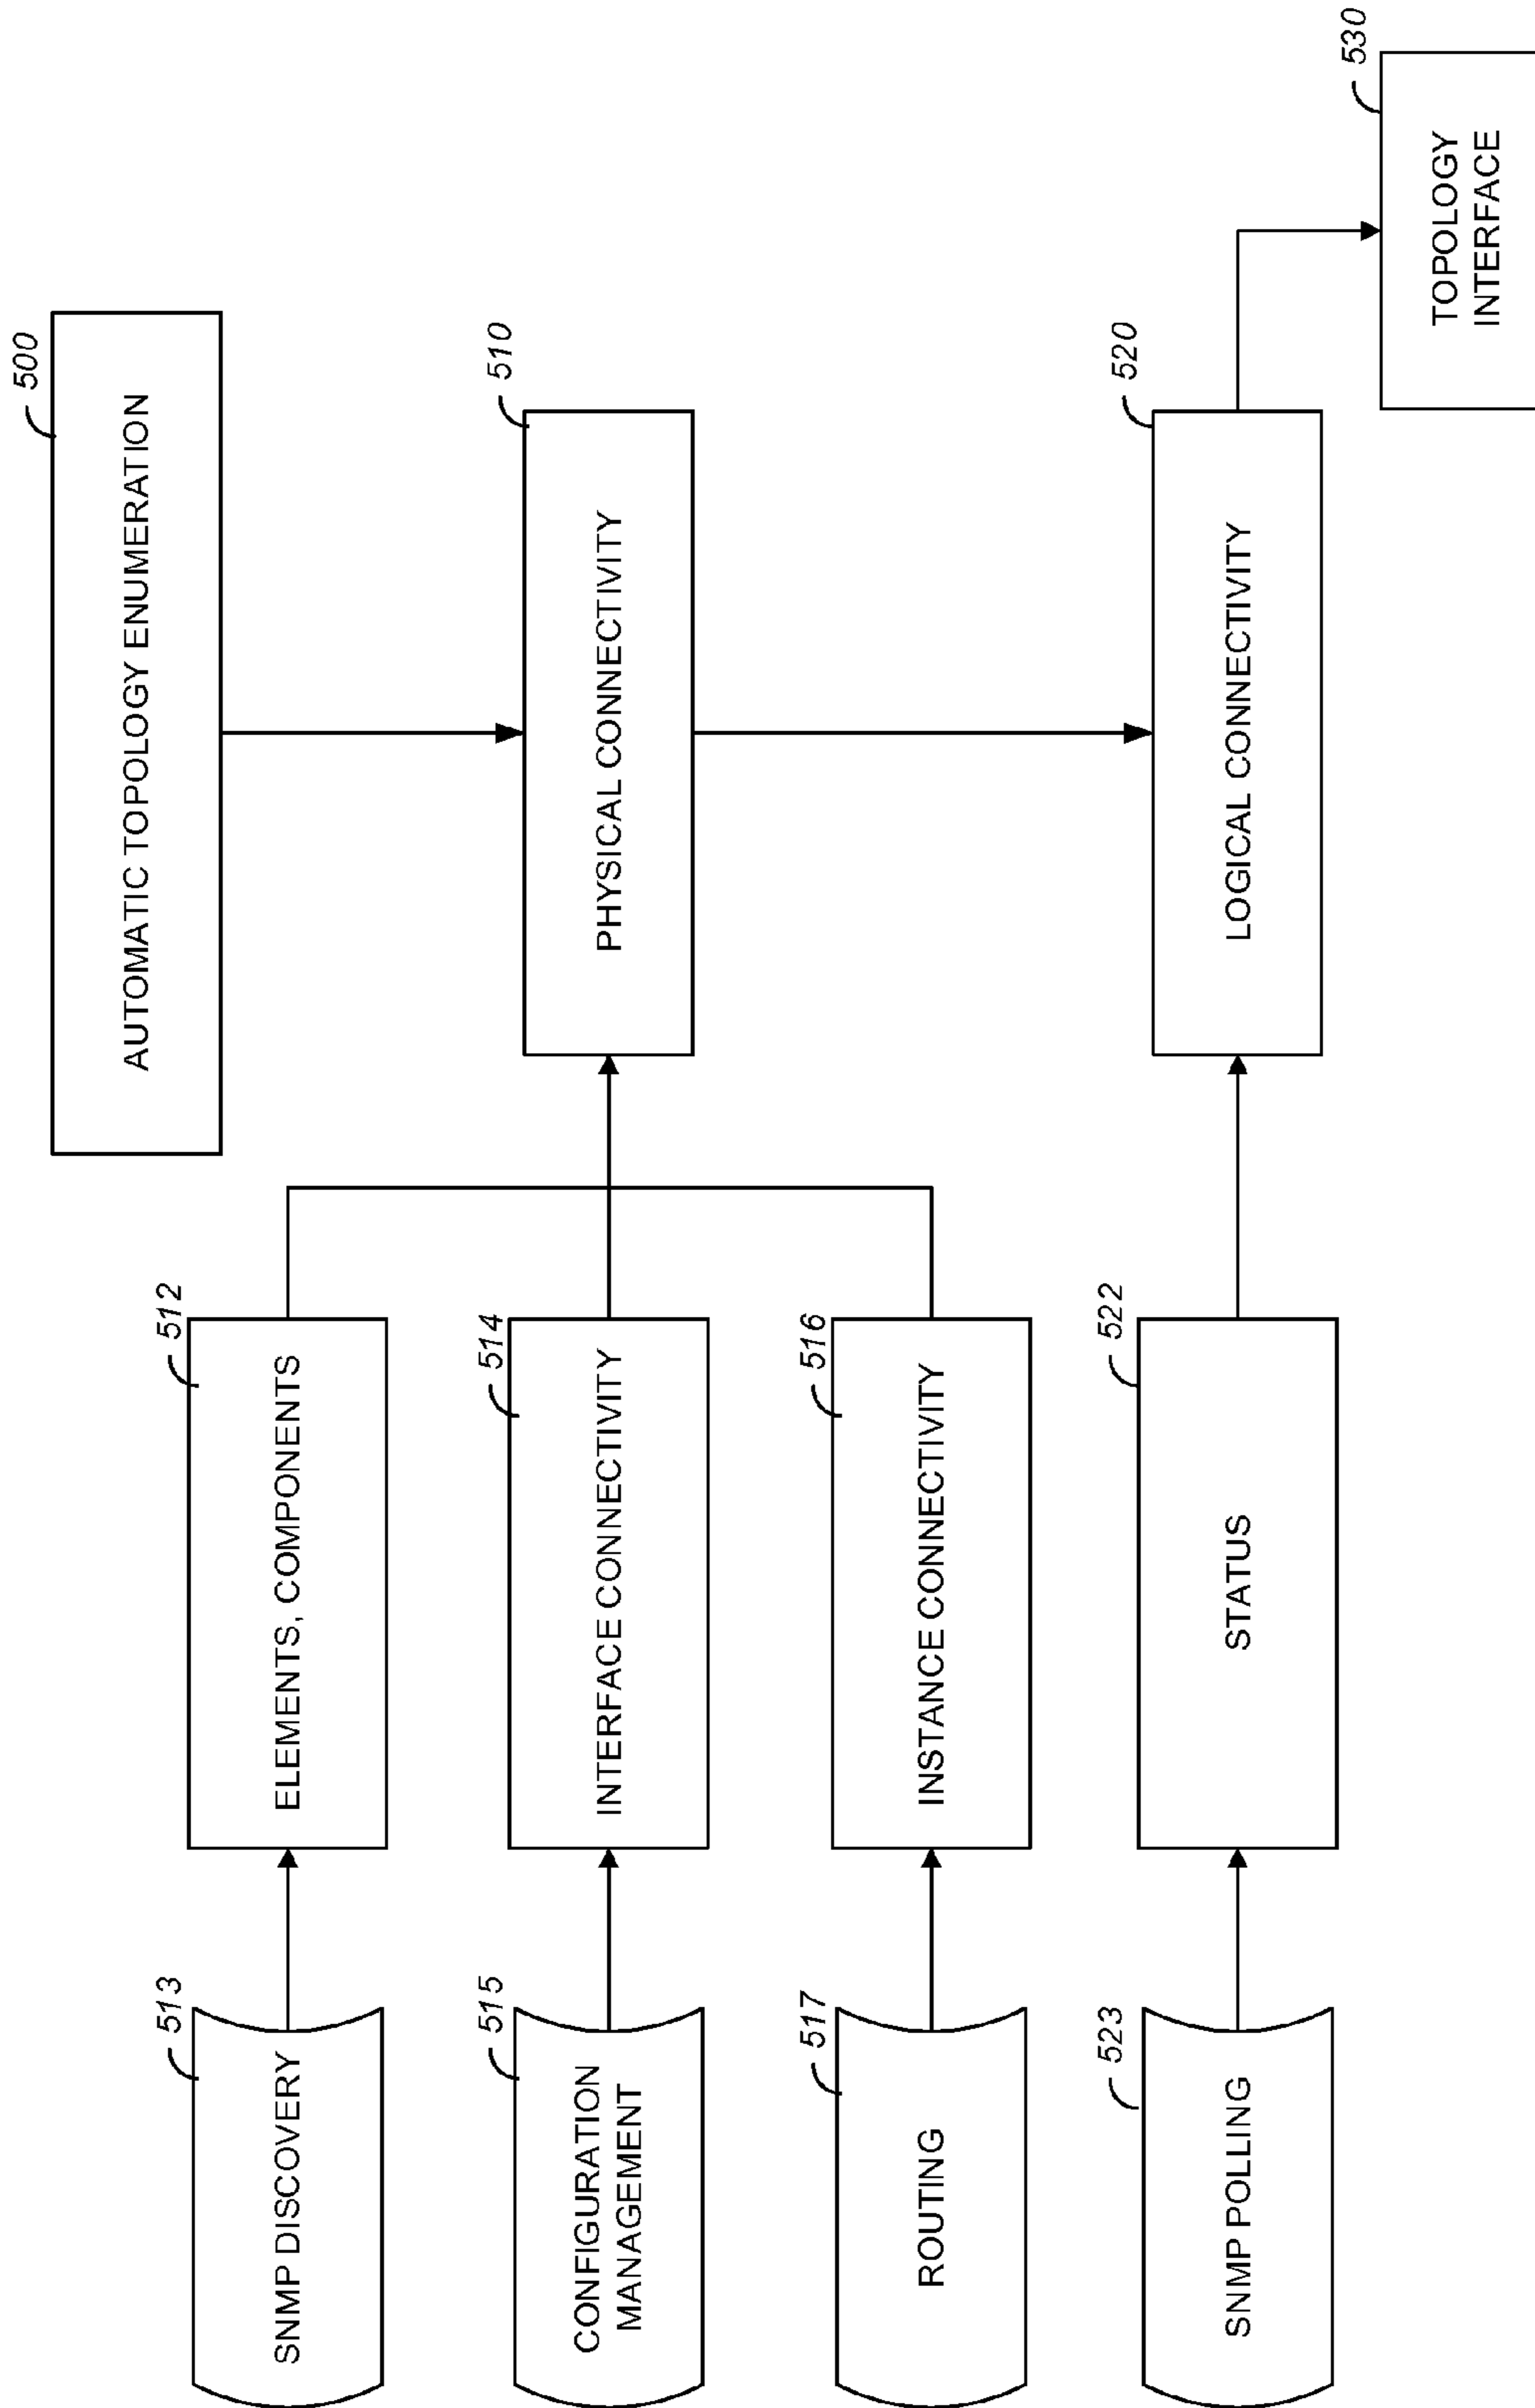 500
AUTOMATIC TOPOLOGY ENUMERATION
513
SNMP DISCOVERY
512
ELEMENTS, COMPONENTS
515
CONFIGURATION
MANAGEMENT
514
INTERFACE CONNECTIVITY
510
PHYSICAL CONNECTIVITY
517
ROUTING
516
INSTANCE CONNECTIVITY
523
SNMP POLLING
522
STATUS
520
LOGICAL CONNECTIVITY
530
TOPOLOGY
INTERFACE